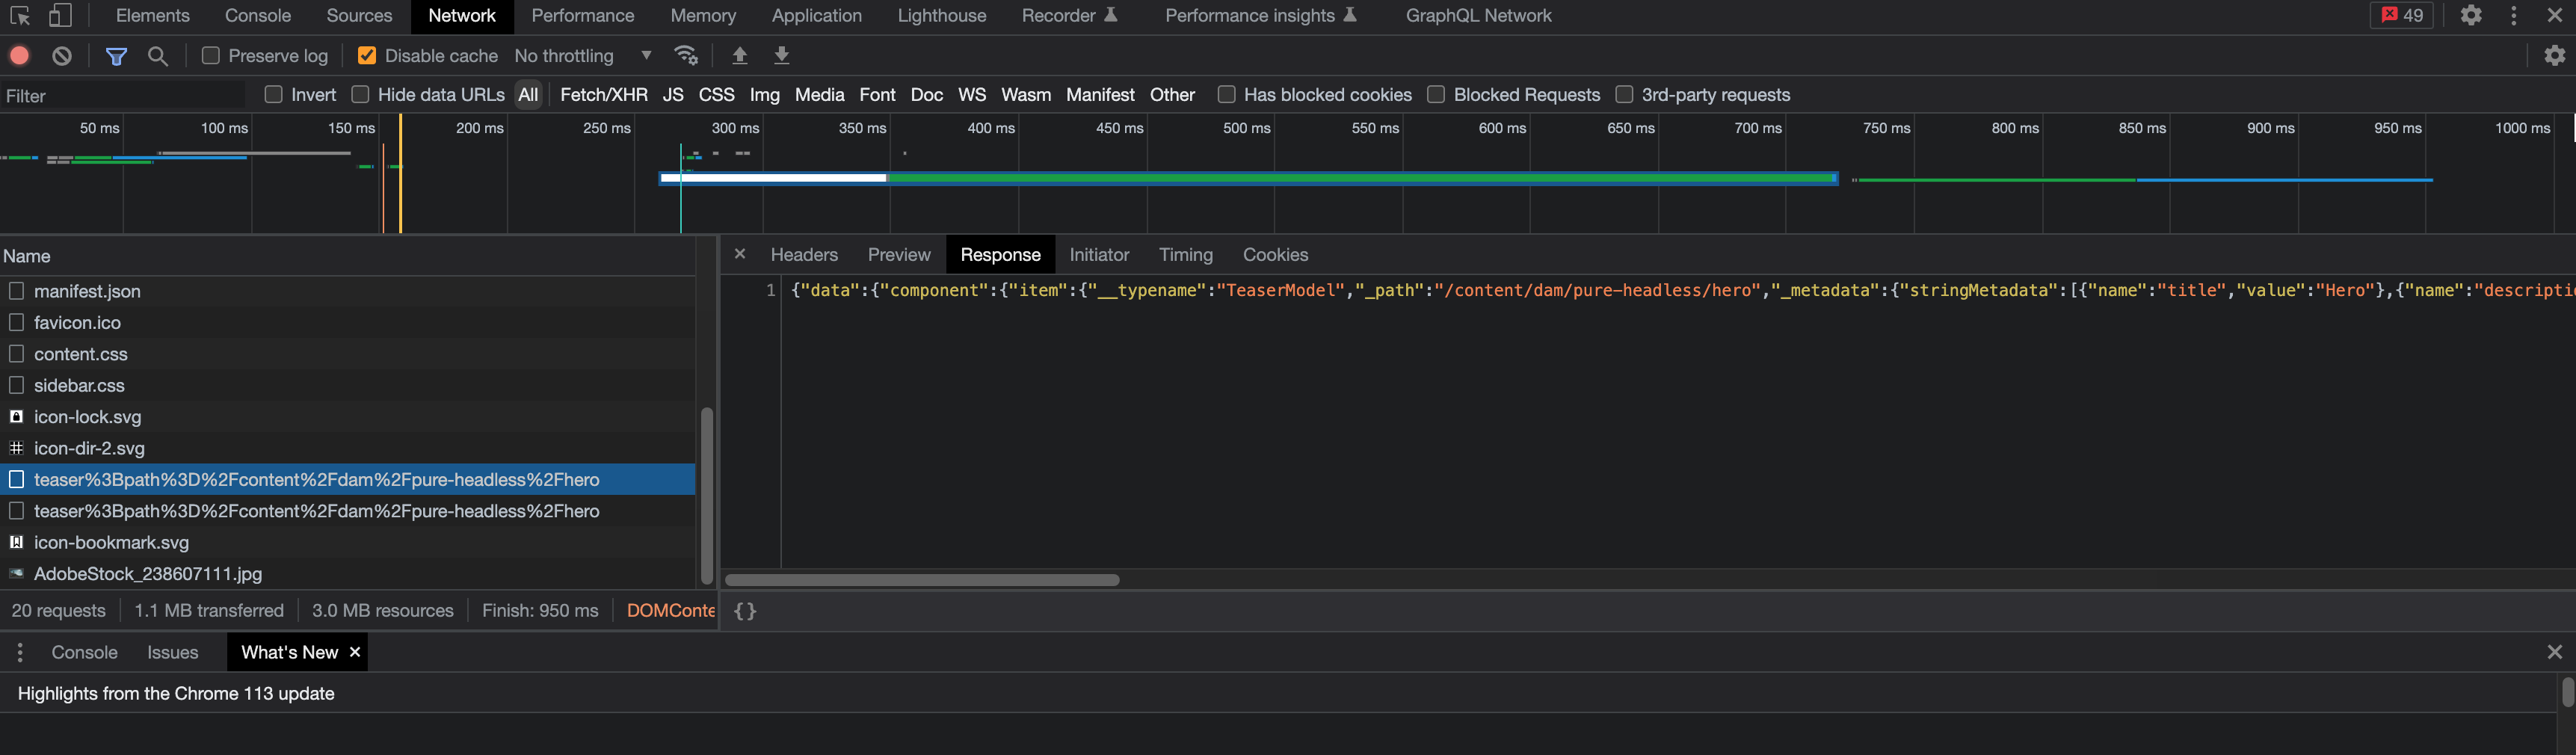 Elements Console Sources Network Performance Memory Application Lighthouse Recorder Performance insights GraphQL Network 49
Preserve log Disable cache No throttling
Filter Invert Hide data URLs All Fetch/XHR JS CSS Img Media Font Doc WS Wasm Manifest Other Has blocked cookies Blocked Requests 3rd-party requests
50 ms 100 ms 150 ms 200 ms 250 ms 300 ms 350 ms 400 ms 450 ms 500 ms 550 ms 600 ms 650 ms 700 ms 750 ms 800 ms 850 ms 900 ms 950 ms 1000 ms
Name
manifest.json
favicon.ico
content.css
sidebar.css
icon-lock.svg
icon-dir-2.svg
teaser%3Bpath%3D%2Fcontent%2Fdam%2Fpure-headless%2Fhero
teaser%3Bpath%3D%2Fcontent%2Fdam%2Fpure-headless%2Fhero
icon-bookmark.svg
AdobeStock_238607111.jpg
20 requests 1.1 MB transferred 3.0 MB resources Finish: 950 ms DOMConte
× Headers Preview Response Initiator Timing Cookies
1 {"data":{"component":{"item":{"__typename":"TeaserModel","_path":"/content/dam/pure-headless/hero","_metadata":{"stringMetadata":[{"name":"title","value":"Hero"},{"name":"descripti
{}
Console Issues What's New ×
Highlights from the Chrome 113 update